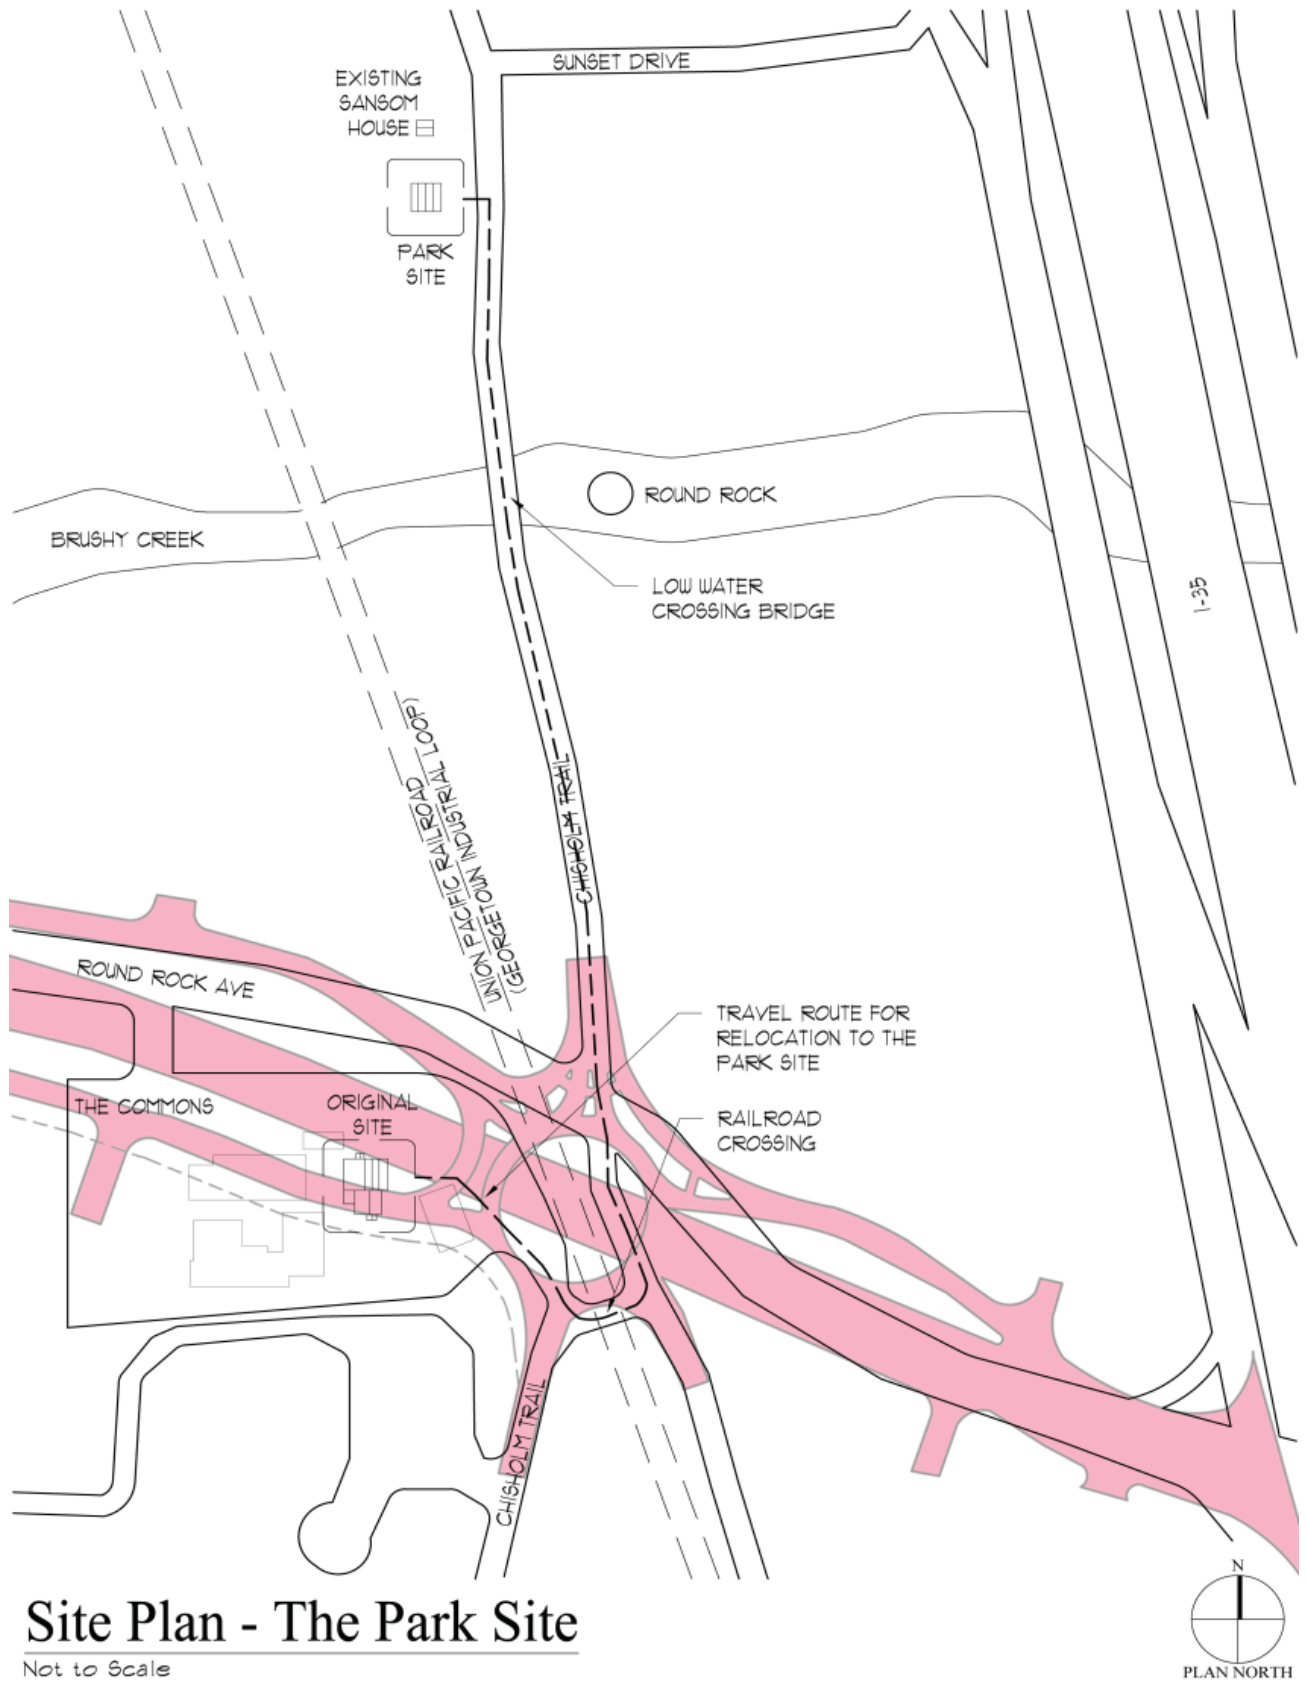 SUNSET DRIVE
EXISTING
SANSOM
HOUSE
PARK
SITE
ROUND ROCK
BRUSHY CREEK
LOW WATER
CROSSING BRIDGE
I-35
UNION PACIFIC RAILROAD
(GEORGETOWN INDUSTRIAL LOOP)
CHISHOLM TRAIL
ROUND ROCK AVE
TRAVEL ROUTE FOR
RELOCATION TO THE
PARK SITE
THE COMMONS
ORIGINAL
SITE
RAILROAD
CROSSING
CHISHOLM TRAIL
N
PLAN NORTH
Site Plan - The Park Site
Not to Scale